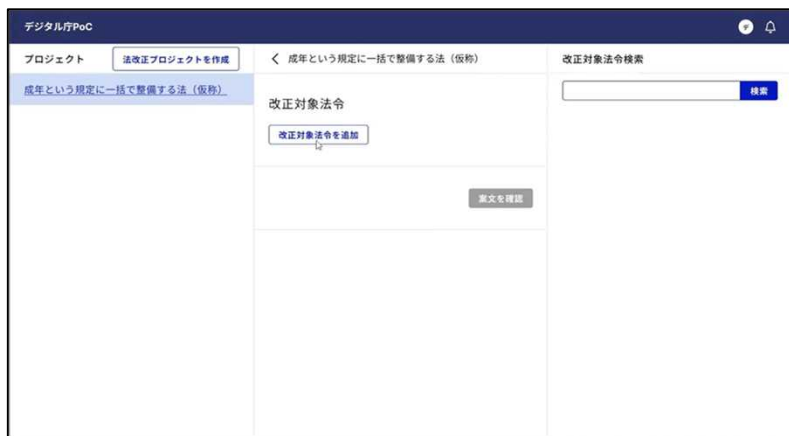 デジタル庁PoC
プロジェクト
法改正プロジェクトを作成
成年という規定に一括で整備する法（仮称）
成年という規定に一括で整備する法（仮称）
改正対象法令
改正対象法令を追加
案文を確認
改正対象法令検索
検索